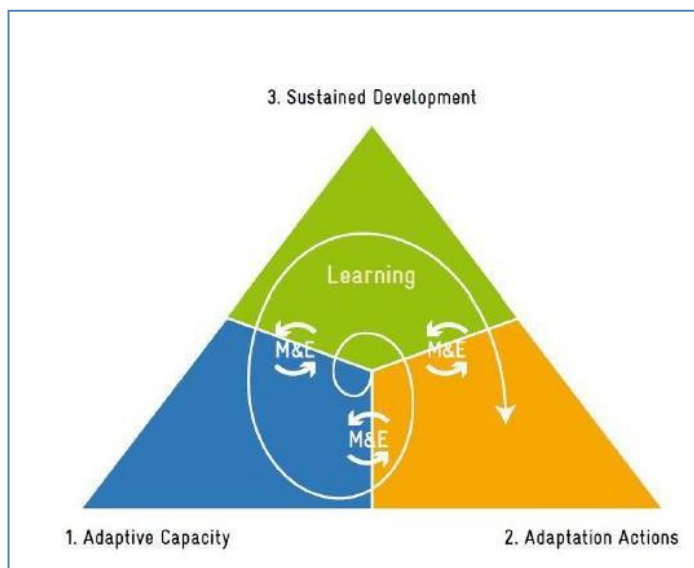 3. Sustained Development
Learning
M&E
M&E
M&E
1. Adaptive Capacity
2. Adaptation Actions